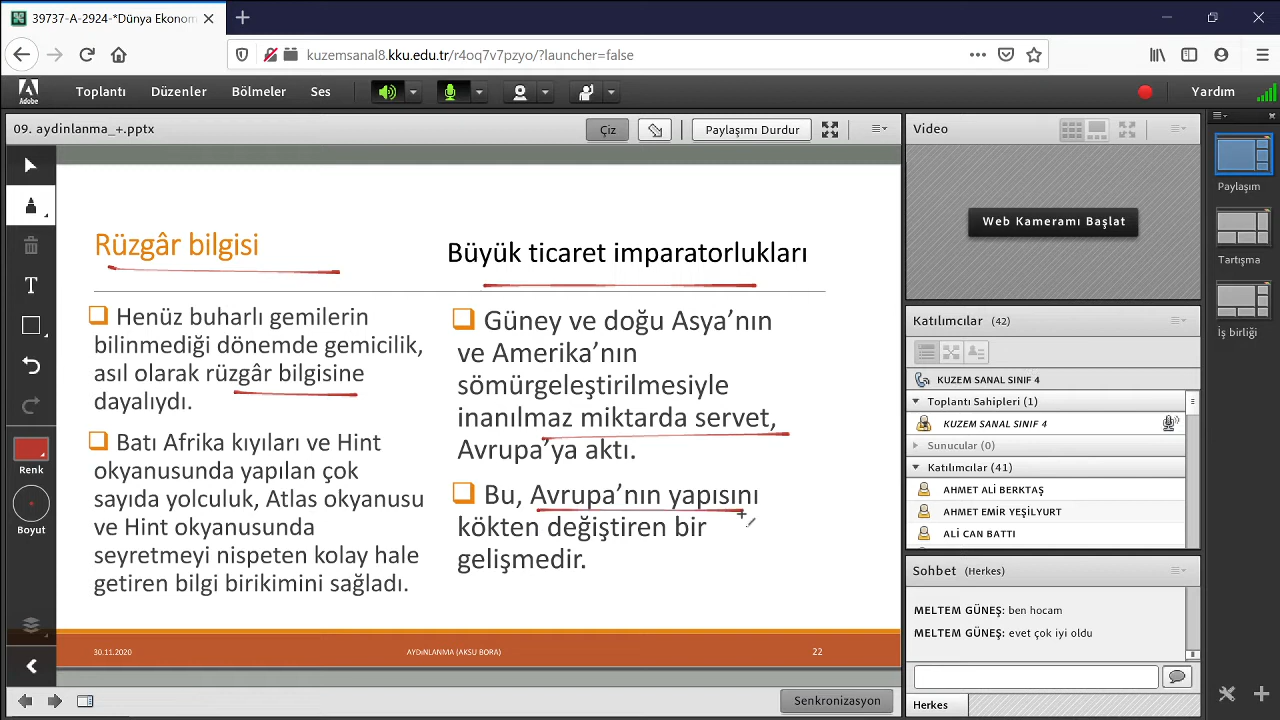 39737-A-2924-*Dünya Ekonom
kuzemsanal8.kku.edu.tr/r4oq7v7pzyo/?launcher=false
Adobe
Toplantı
Düzenler
Bölmeler
Ses
Yardım
09. aydinlanma_+.pptx
Çiz
Paylaşımı Durdur
Renk
Boyut
Rüzgâr bilgisi
Henüz buharlı gemilerin
bilinmediği dönemde gemicilik,
asıl olarak rüzgâr bilgisine
dayalıydı.
Batı Afrika kıyıları ve Hint
okyanusunda yapılan çok
sayıda yolculuk, Atlas okyanusu
ve Hint okyanusunda
seyretmeyi nispeten kolay hale
getiren bilgi birikimini sağladı.
Büyük ticaret imparatorlukları
Güney ve doğu Asya’nın
ve Amerika’nın
sömürgeleştirilmesiyle
inanılmaz miktarda servet,
Avrupa’ya aktı.
Bu, Avrupa’nın yapısını
kökten değiştiren bir
gelişmedir.
30.11.2020
AYDıNLANMA (AKSU BORA)
22
Senkronizasyon
Video
Web Kameramı Başlat
Katılımcılar (42)
KUZEM SANAL SINIF 4
Toplantı Sahipleri (1)
KUZEM SANAL SINIF 4
Sunucular (0)
Katılımcılar (41)
AHMET ALİ BERKTAŞ
AHMET EMİR YEŞİLYURT
ALİ CAN BATTI
Sohbet (Herkes)
MELTEM GÜNEŞ: ben hocam
MELTEM GÜNEŞ: evet çok iyi oldu
Herkes
Paylaşım
Tartışma
İş birliği